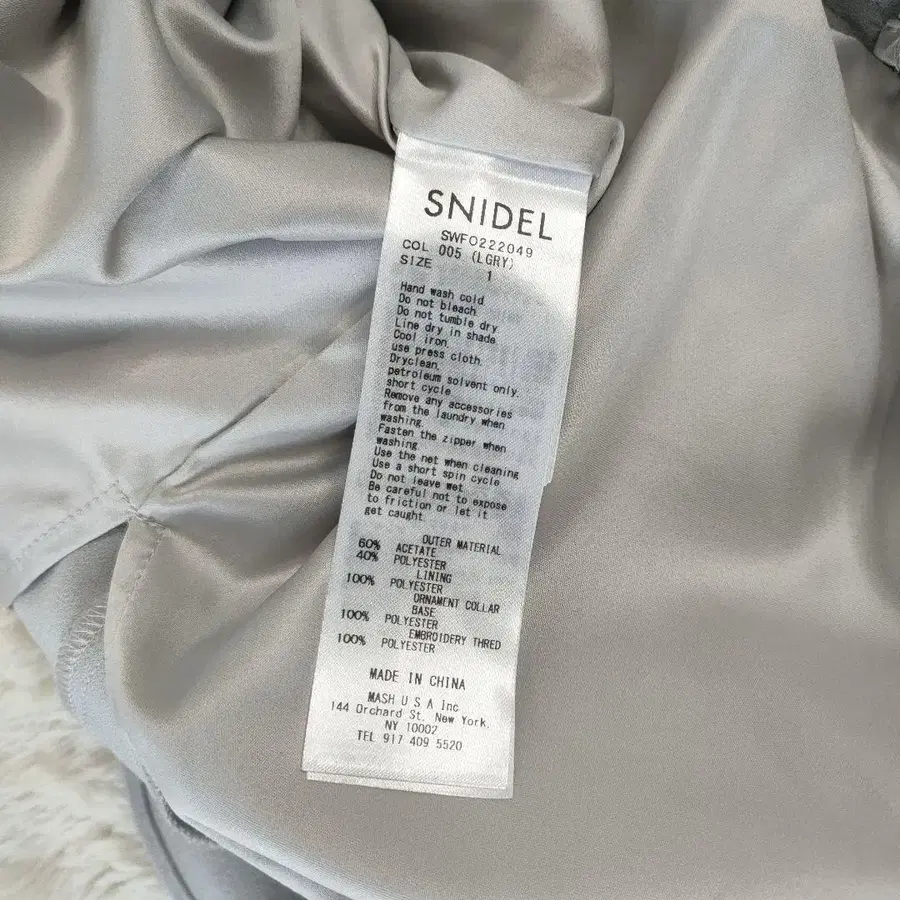 SNIDEL
SWFO222049
COL 005 (LGRY)
SIZE 1
Hand wash cold
Do not bleach
Do not tumble dry
Line dry in shade
Cool iron.
use press cloth.
Dryclean.
petroleum solvent only.
short cycle
Remove any accessories
from the laundry when
washing.
Fasten the zipper when
washing.
Use the net when cleaning
Use a short spin cycle
Do not leave wet
Be careful not to expose
to friction or let it
get caught.
OUTER MATERIAL
60% ACETATE
40% POLYESTER
LINING
100% POLYESTER
ORNAMENT COLLAR
BASE
100% POLYESTER
EMBROIDERY THRED
100% POLYESTER
MADE IN CHINA
MASH U S A Inc
144 Orchard St. New York.
NY 10002
TEL 917 409 5520